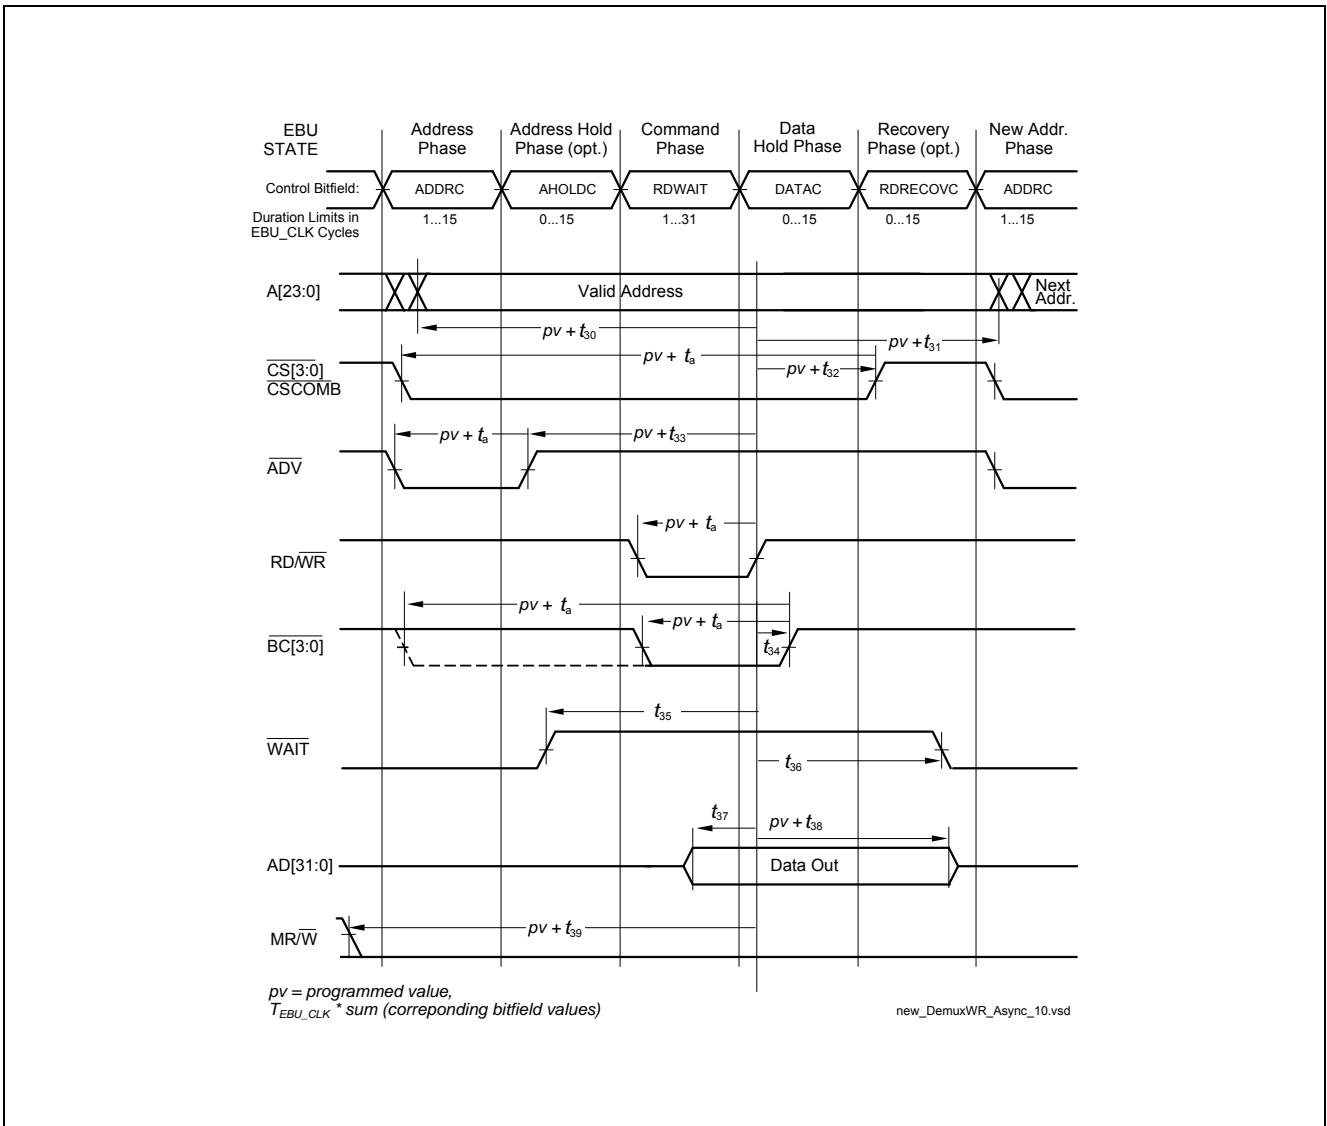 EBU STATE
Address Phase
Address Hold Phase (opt.)
Command Phase
Data Hold Phase
Recovery Phase (opt.)
New Addr. Phase
Control Bitfield: ADDRC AHOLDC RDWAIT DATAC RDRECOVC ADDRC
Duration Limits in EBU_CLK Cycles 1...15 0...15 1...31 0...15 0...15 1...15
A[23:0] Valid Address Next Addr.
pv + t30
pv + t31
pv + ta
pv + t32
CS[3:0]
CSCOMB
pv + ta
pv + t33
ADV
pv + ta
RD/WR
pv + ta
pv + ta
BC[3:0]
t34
t35
WAIT
t36
t37
pv + t38
AD[31:0] Data Out
MR/W
pv + t39
pv = programmed value,
TEBU_CLK * sum (correponding bitfield values)
new_DemuxWR_Async_10.vsd